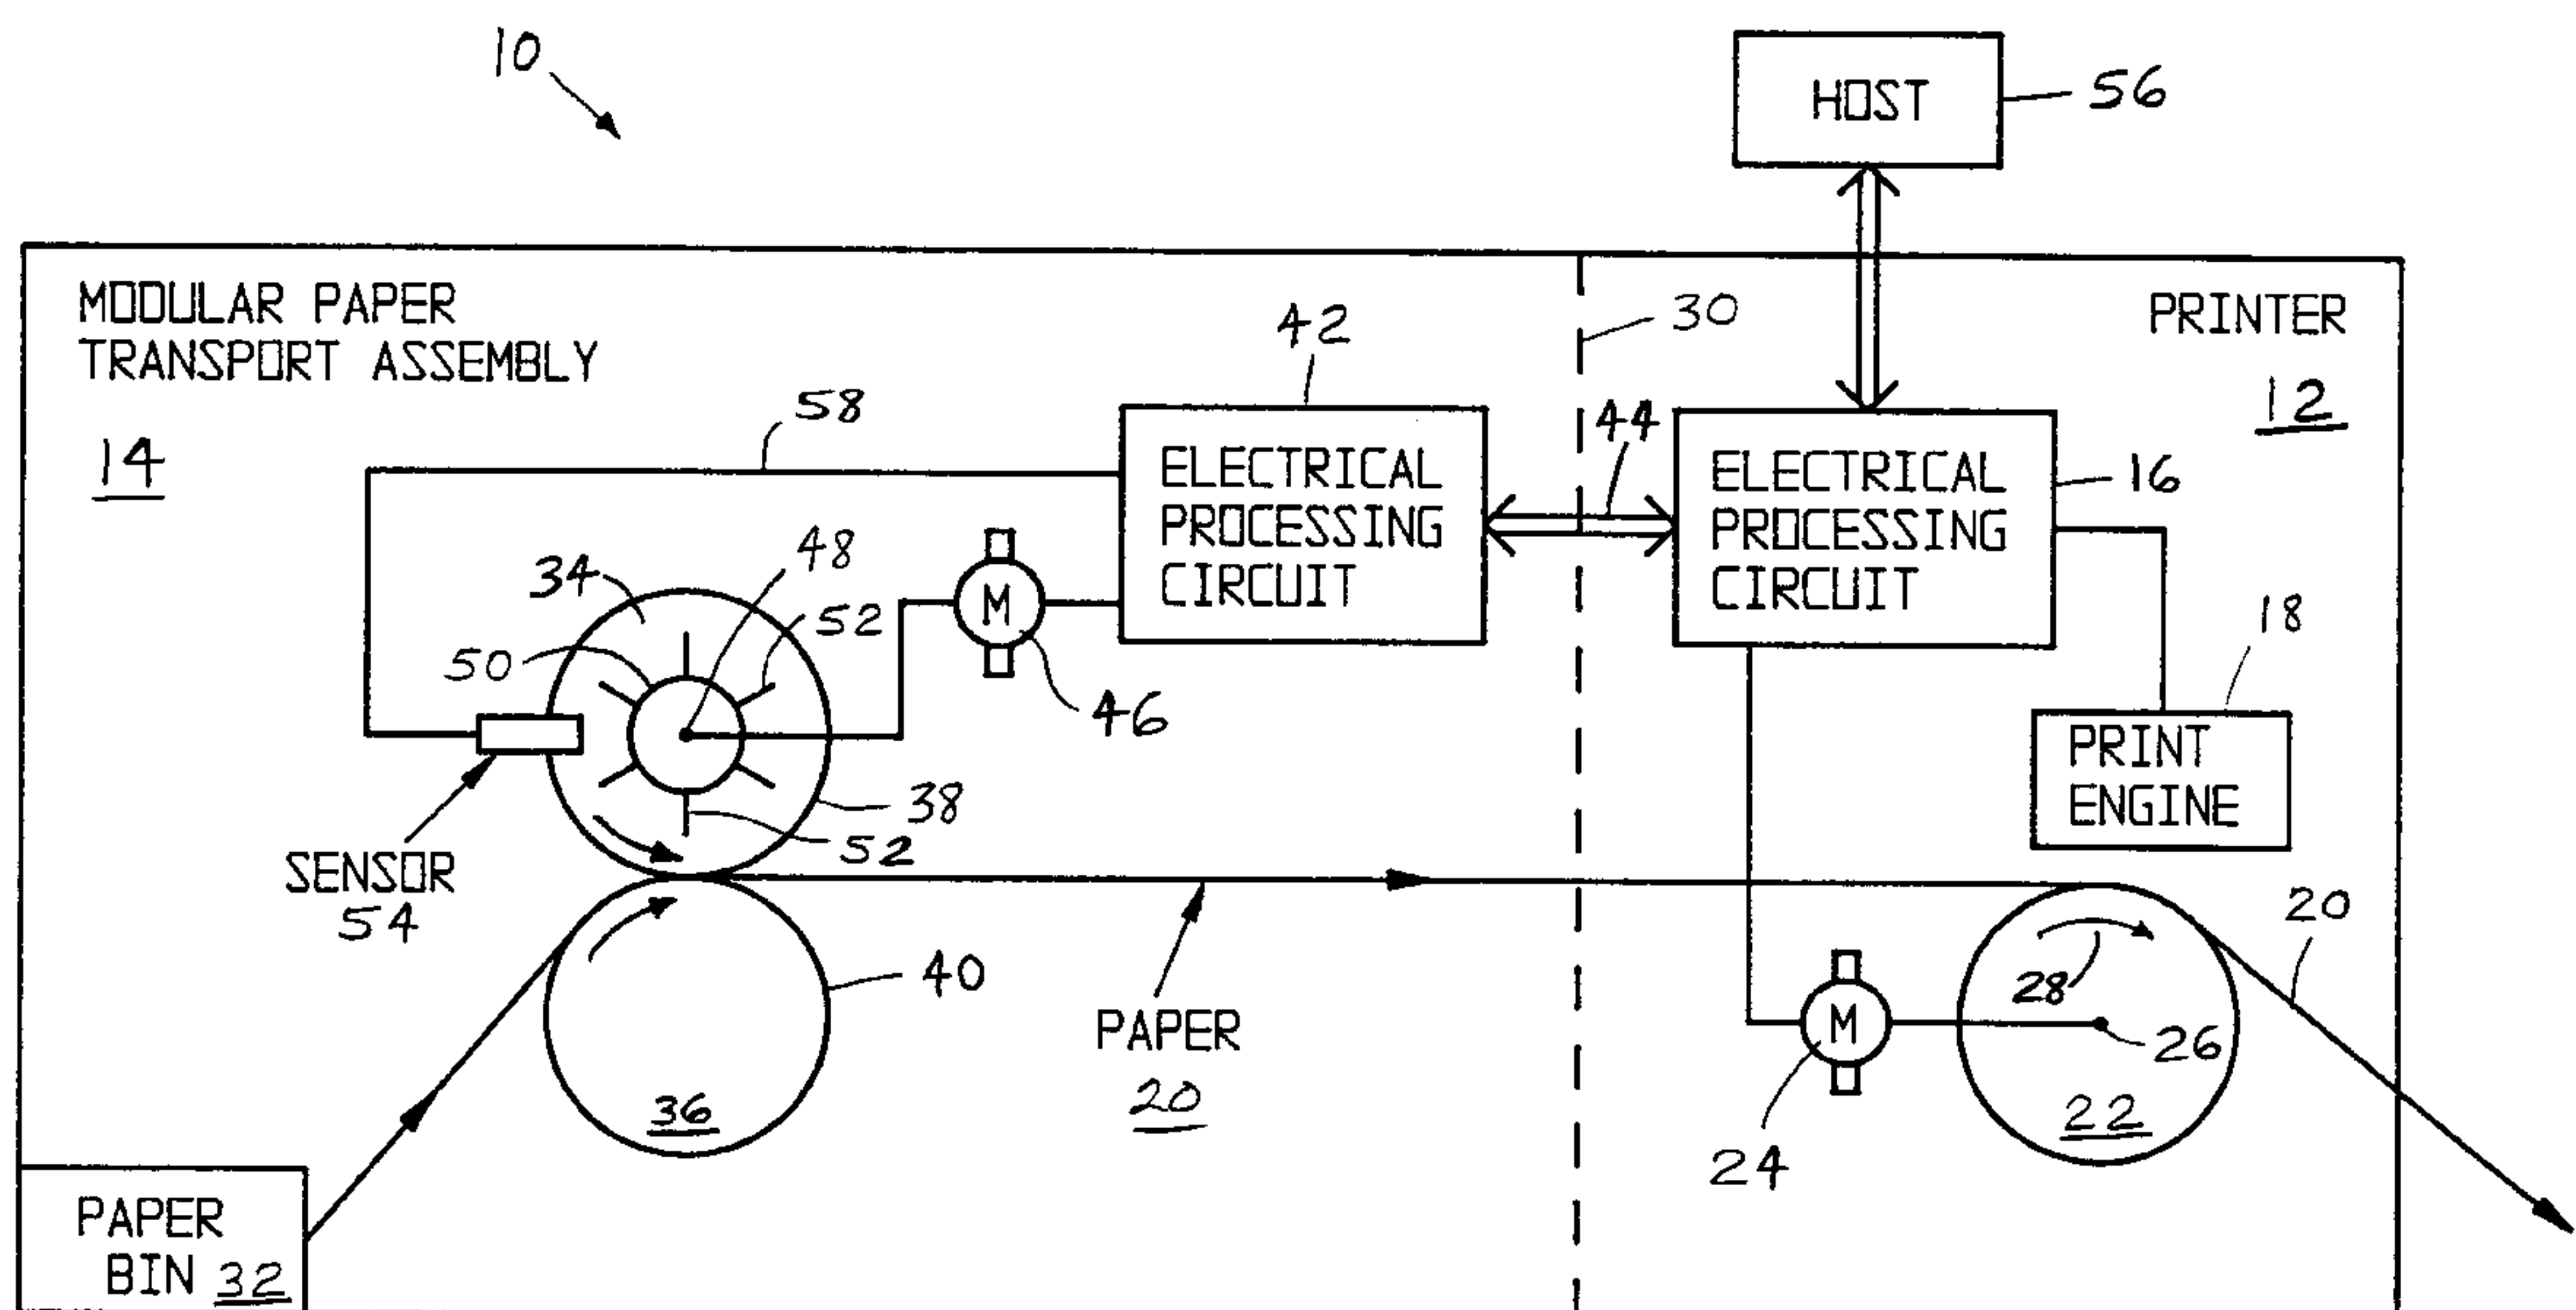 10
HOST
56
MODULAR PAPER
TRANSPORT ASSEMBLY
14
30
PRINTER
12
42
58
44
ELECTRICAL
PROCESSING
CIRCUIT
ELECTRICAL
PROCESSING
CIRCUIT
16
48
34
52
M
50
46
18
PRINT
ENGINE
38
52
SENSOR
54
20
40
28
PAPER
20
M
26
36
22
24
PAPER
BIN 32